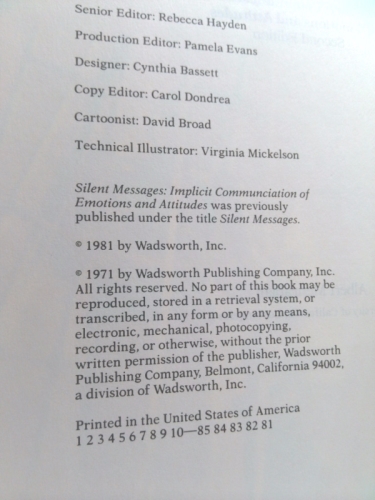 Senior Editor: Rebecca Hayden
Production Editor: Pamela Evans
Designer: Cynthia Bassett
Copy Editor: Carol Dondrea
Cartoonist: David Broad
Technical Illustrator: Virginia Mickelson
Silent Messages: Implicit Communciation of
Emotions and Attitudes was previously
published under the title Silent Messages.
© 1981 by Wadsworth, Inc.
© 1971 by Wadsworth Publishing Company, Inc.
All rights reserved. No part of this book may be
reproduced, stored in a retrieval system, or
transcribed, in any form or by any means,
electronic, mechanical, photocopying,
recording, or otherwise, without the prior
written permission of the publisher, Wadsworth
Publishing Company, Belmont, California 94002,
a division of Wadsworth, Inc.
Printed in the United States of America
1 2 3 4 5 6 7 8 9 10—85 84 83 82 81